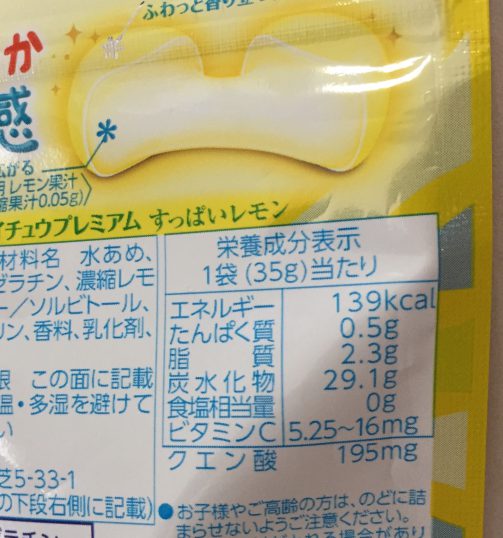 ふわっと香り立
か
感
がる
レモン果汁
縮果汁0.05g)
イチュウプレミアム すっぱいレモン
材料名 水あめ、
ゼラチン、濃縮レモ
ー/ソルビトール、
リン、香料、乳化剤、
限 この面に記載
温・多湿を避けて
い
芝5-33-1
の下段右側に記載)
栄養成分表示
1袋(35g)当たり
エネルギー 139kcal
たんぱく質 0.5g
脂質 2.3g
炭水化物 29.1g
食塩相当量 0g
ビタミンC 5.25~16mg
クエン酸 195mg
●お子様やご高齢の方は、のどに詰
まらせないようご注意ください。
る場合があり